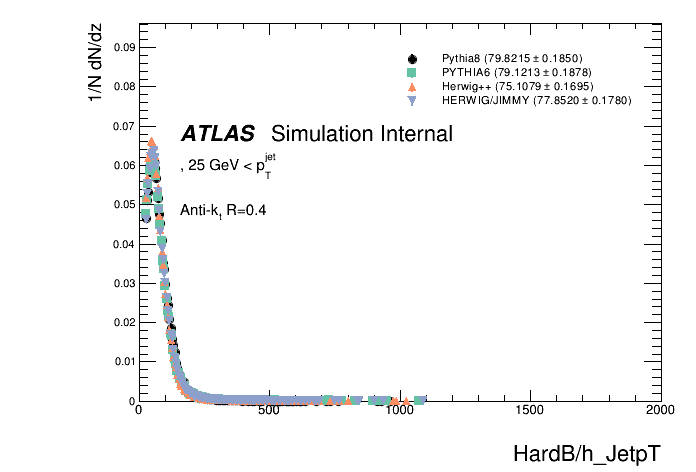 1/N dN/dz
0.09
0.08
0.07
0.06
0.05
0.04
0.03
0.02
0.01
0
Pythia8 (79.8215 ± 0.1850)
PYTHIA6 (79.1213 ± 0.1878)
Herwig++ (75.1079 ± 0.1695)
HERWIG/JIMMY (77.8520 ± 0.1780)
ATLAS Simulation Internal
, 25 GeV < p_T^jet
Anti-k_t R=0.4
0 500 1000 1500 2000
HardB/h_JetpT